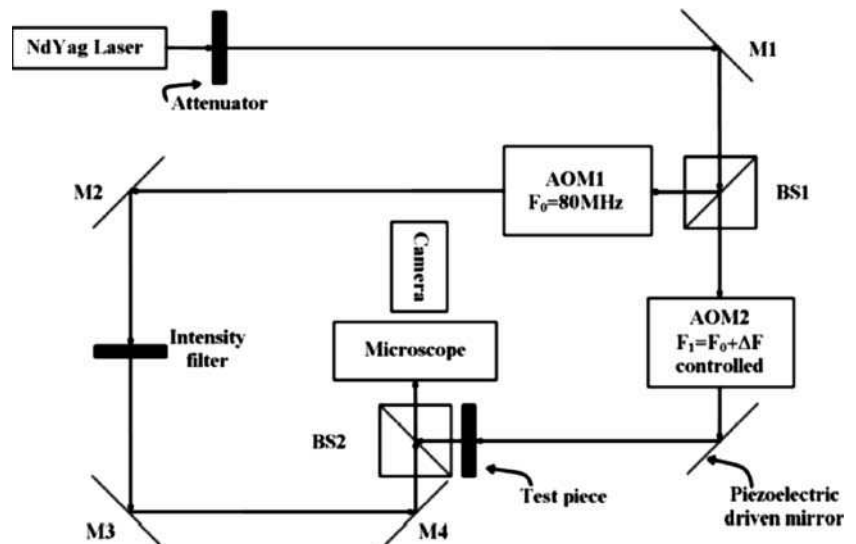 NdYag Laser
Attenuator
M1
M2
AOM1
F₀=80MHz
BS1
Camera
AOM2
F₁=F₀+ΔF
controlled
Intensity
filter
Microscope
BS2
Test piece
Piezoelectric
driven mirror
M3
M4